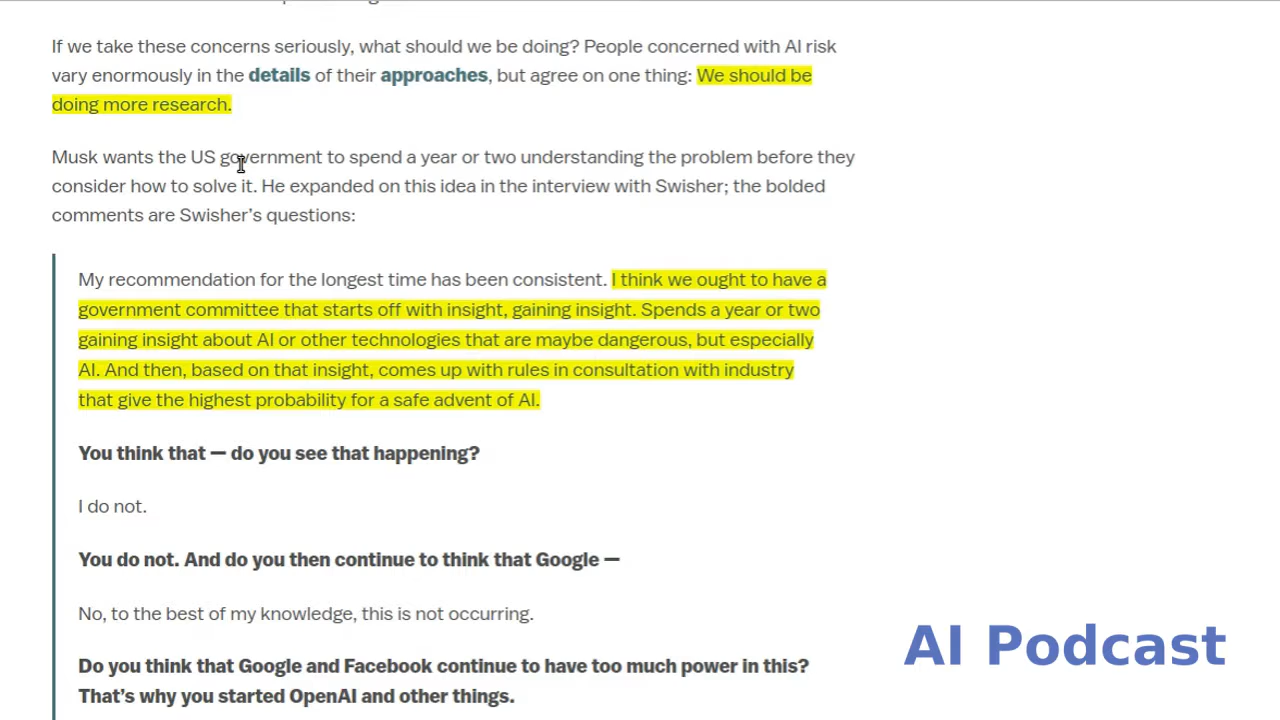 If we take these concerns seriously, what should we be doing? People concerned with AI risk
vary enormously in the details of their approaches, but agree on one thing: We should be
doing more research.
Musk wants the US government to spend a year or two understanding the problem before they
consider how to solve it. He expanded on this idea in the interview with Swisher; the bolded
comments are Swisher’s questions:
My recommendation for the longest time has been consistent. I think we ought to have a
government committee that starts off with insight, gaining insight. Spends a year or two
gaining insight about AI or other technologies that are maybe dangerous, but especially
AI. And then, based on that insight, comes up with rules in consultation with industry
that give the highest probability for a safe advent of AI.
You think that — do you see that happening?
I do not.
You do not. And do you then continue to think that Google —
No, to the best of my knowledge, this is not occurring.
Do you think that Google and Facebook continue to have too much power in this?
That’s why you started OpenAI and other things.
AI Podcast